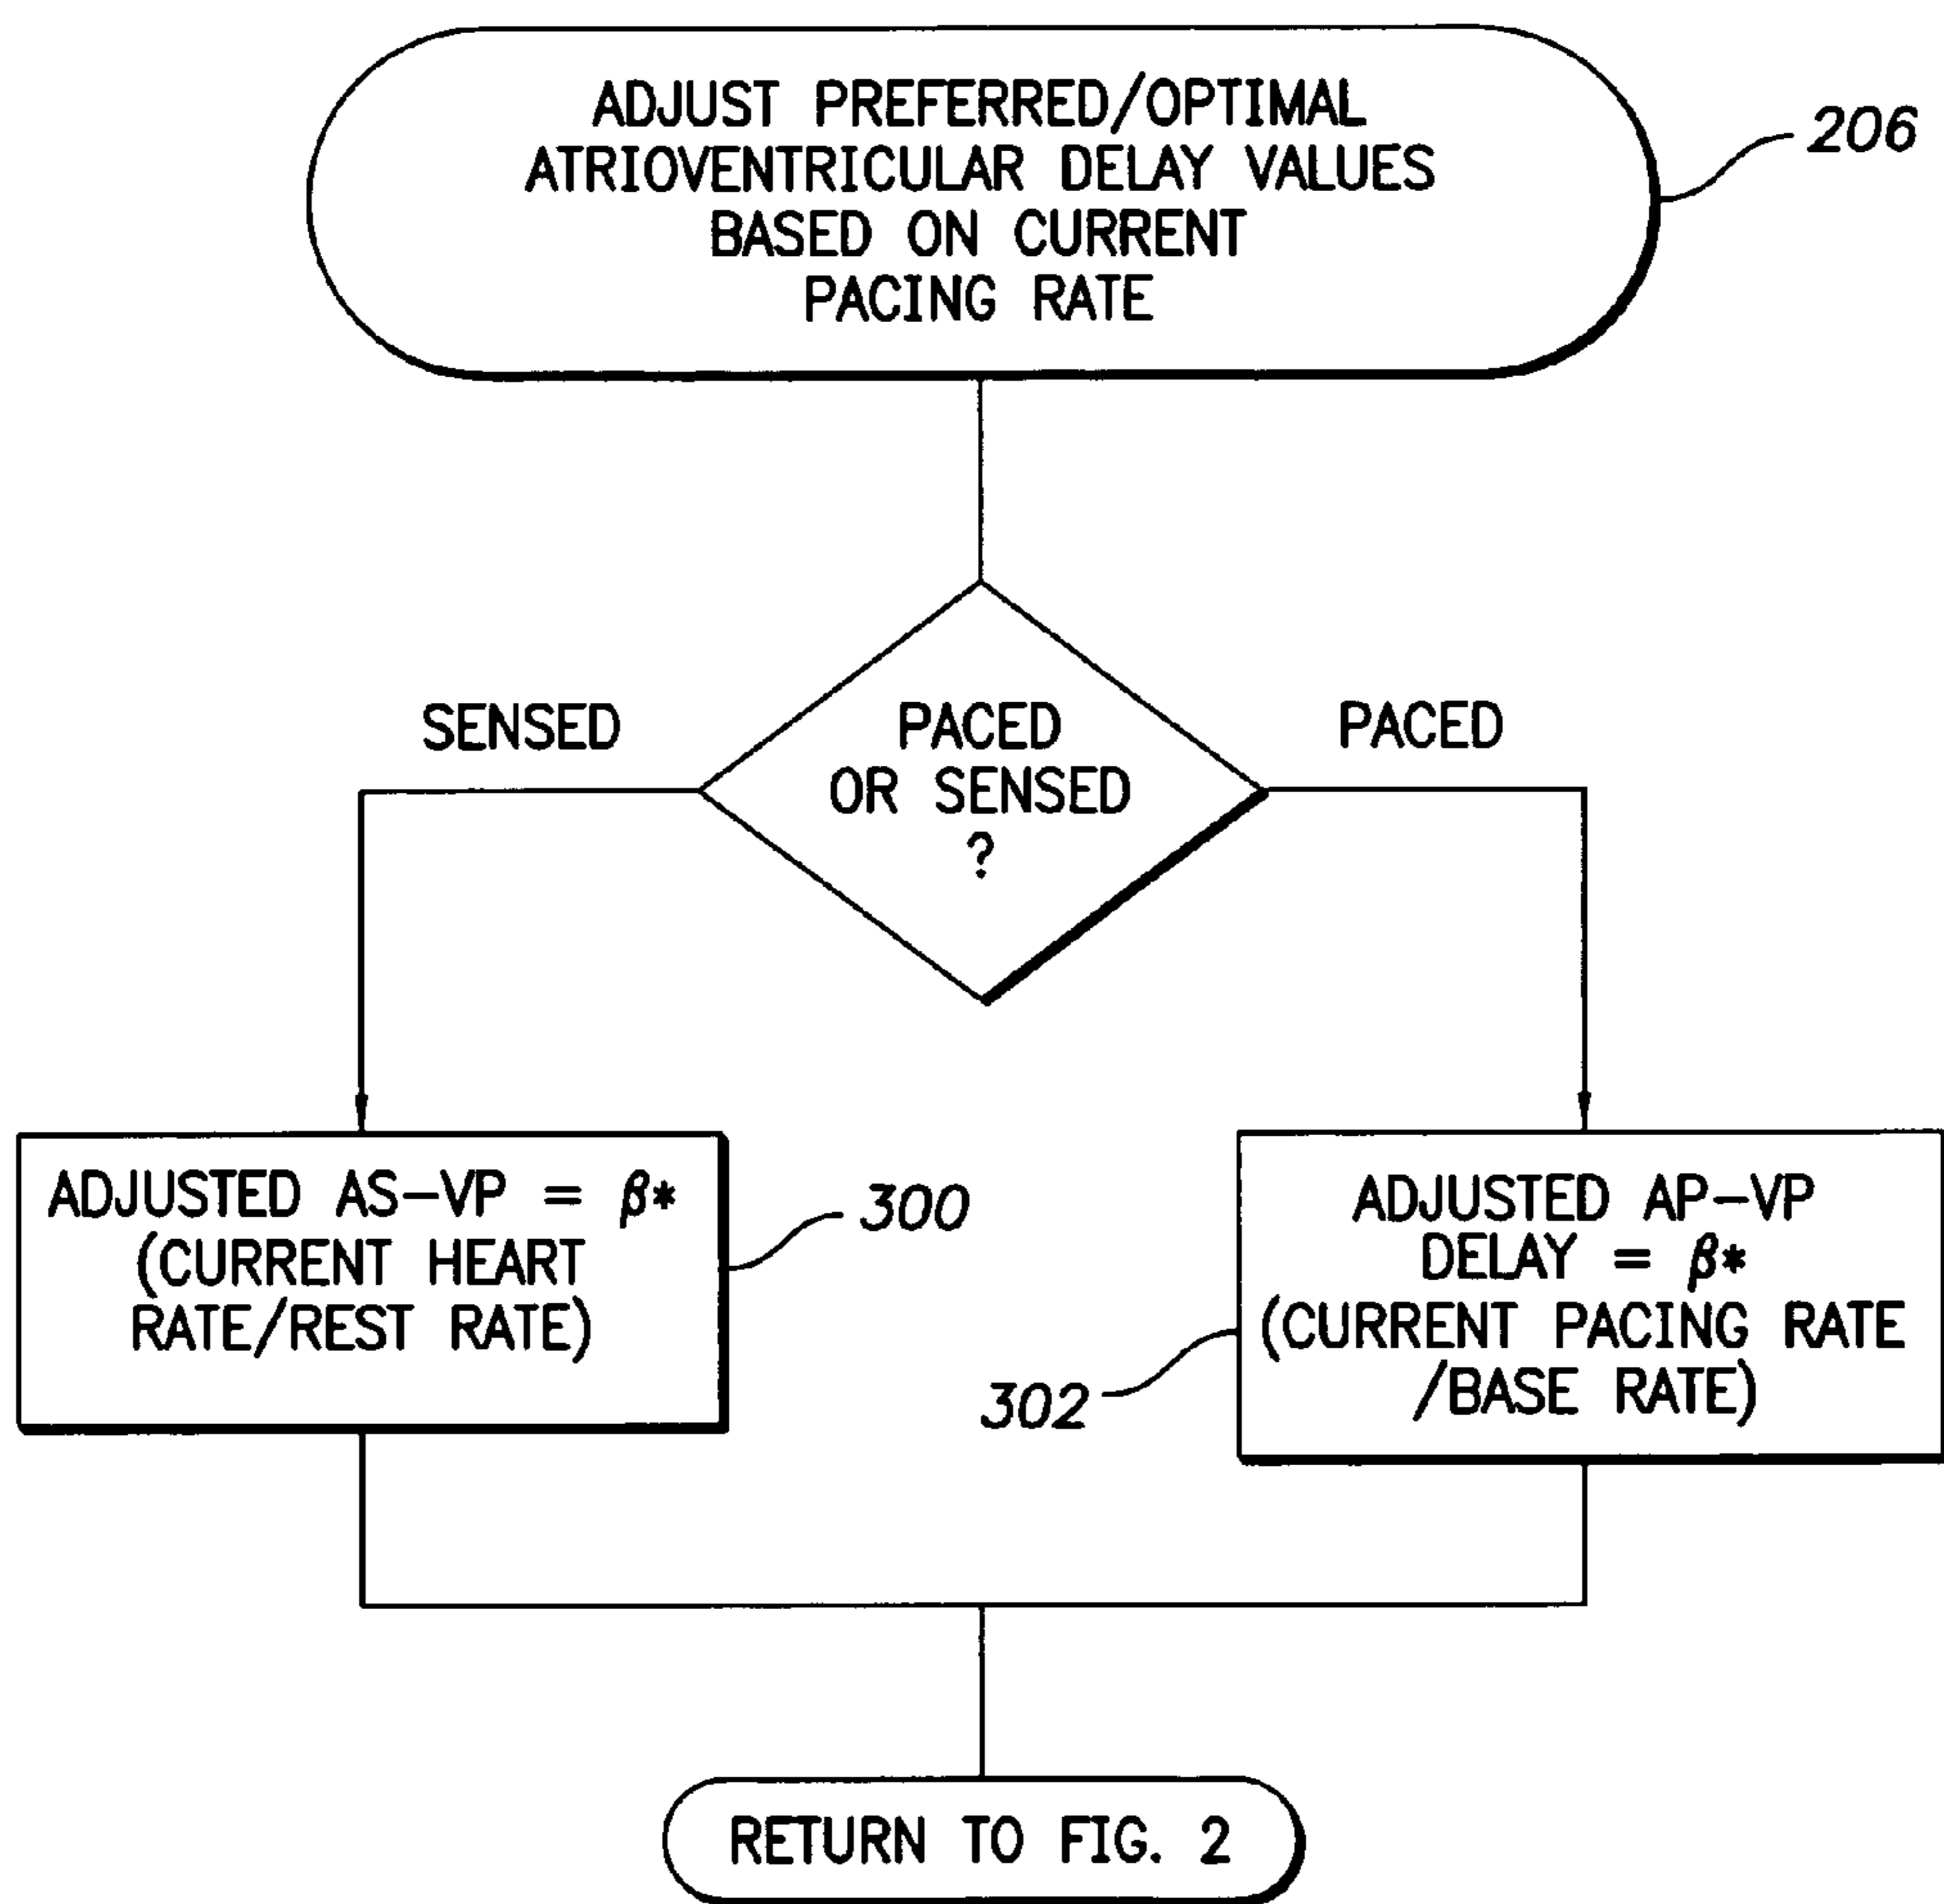 ADJUST PREFERRED/OPTIMAL
ATRIOVENTRICULAR DELAY VALUES
BASED ON CURRENT
PACING RATE
206
SENSED
PACED
OR SENSED
?
PACED
ADJUSTED AS-VP = β*
(CURRENT HEART
RATE/REST RATE)
300
ADJUSTED AP-VP
DELAY = β*
(CURRENT PACING RATE
/BASE RATE)
302
RETURN TO FIG. 2